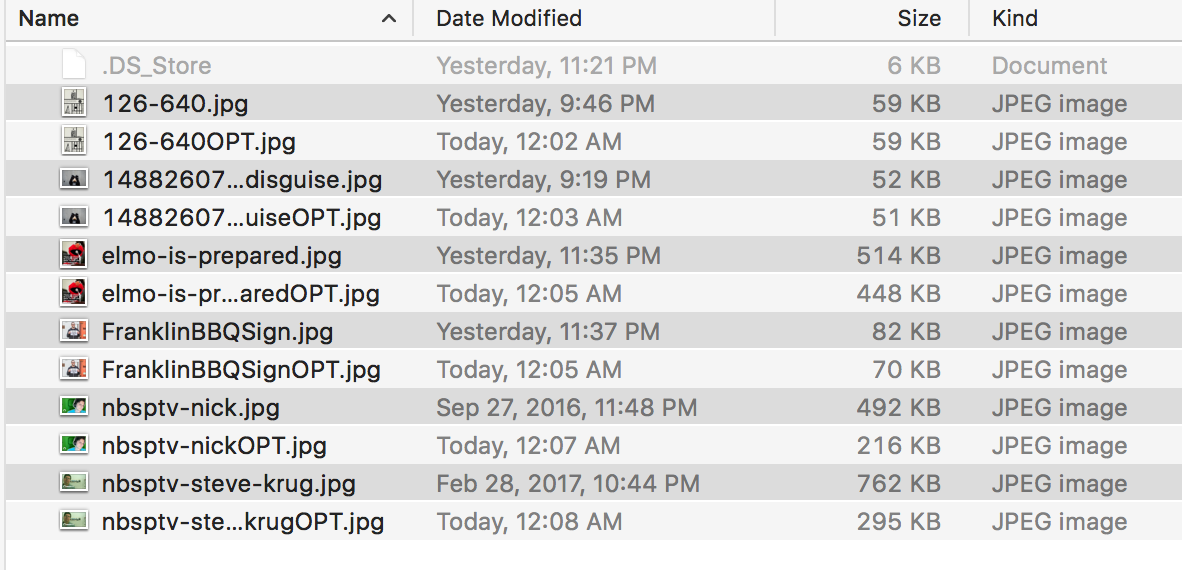 Name Date Modified Size Kind
.DS_Store Yesterday, 11:21 PM 6 KB Document
126-640.jpg Yesterday, 9:46 PM 59 KB JPEG image
126-640OPT.jpg Today, 12:02 AM 59 KB JPEG image
14882607...disguise.jpg Yesterday, 9:19 PM 52 KB JPEG image
14882607...uiseOPT.jpg Today, 12:03 AM 51 KB JPEG image
elmo-is-prepared.jpg Yesterday, 11:35 PM 514 KB JPEG image
elmo-is-pr...aredOPT.jpg Today, 12:05 AM 448 KB JPEG image
FranklinBBQSign.jpg Yesterday, 11:37 PM 82 KB JPEG image
FranklinBBQSignOPT.jpg Today, 12:05 AM 70 KB JPEG image
nbsptv-nick.jpg Sep 27, 2016, 11:48 PM 492 KB JPEG image
nbsptv-nickOPT.jpg Today, 12:07 AM 216 KB JPEG image
nbsptv-steve-krug.jpg Feb 28, 2017, 10:44 PM 762 KB JPEG image
nbsptv-ste...krugOPT.jpg Today, 12:08 AM 295 KB JPEG image